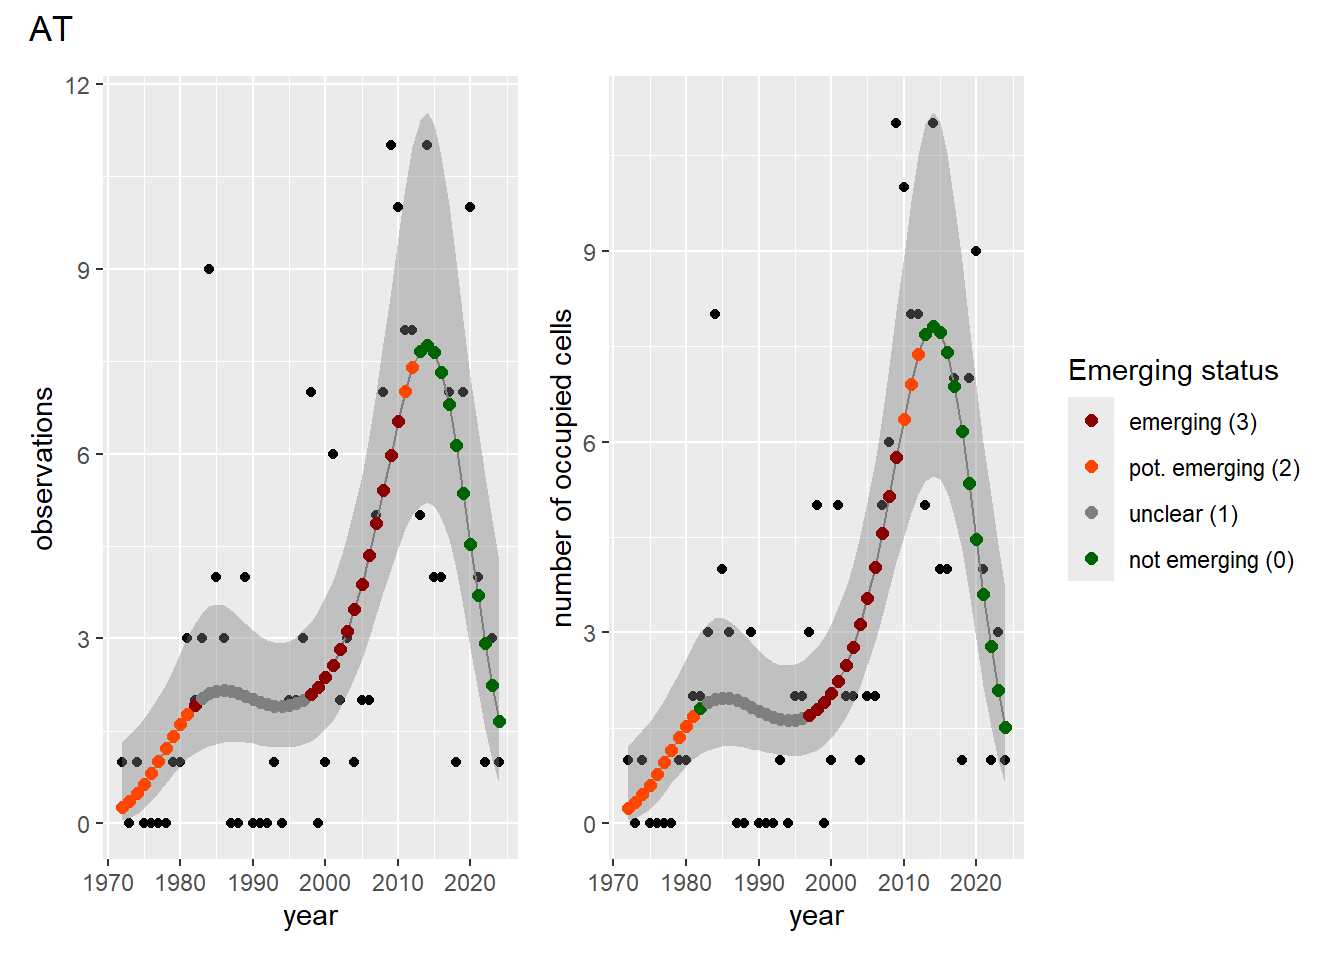 AT
observations
12
9
6
3
0
1970 1980 1990 2000 2010 2020
year
number of occupied cells
9
6
3
0
1970 1980 1990 2000 2010 2020
year
Emerging status
emerging (3)
pot. emerging (2)
unclear (1)
not emerging (0)